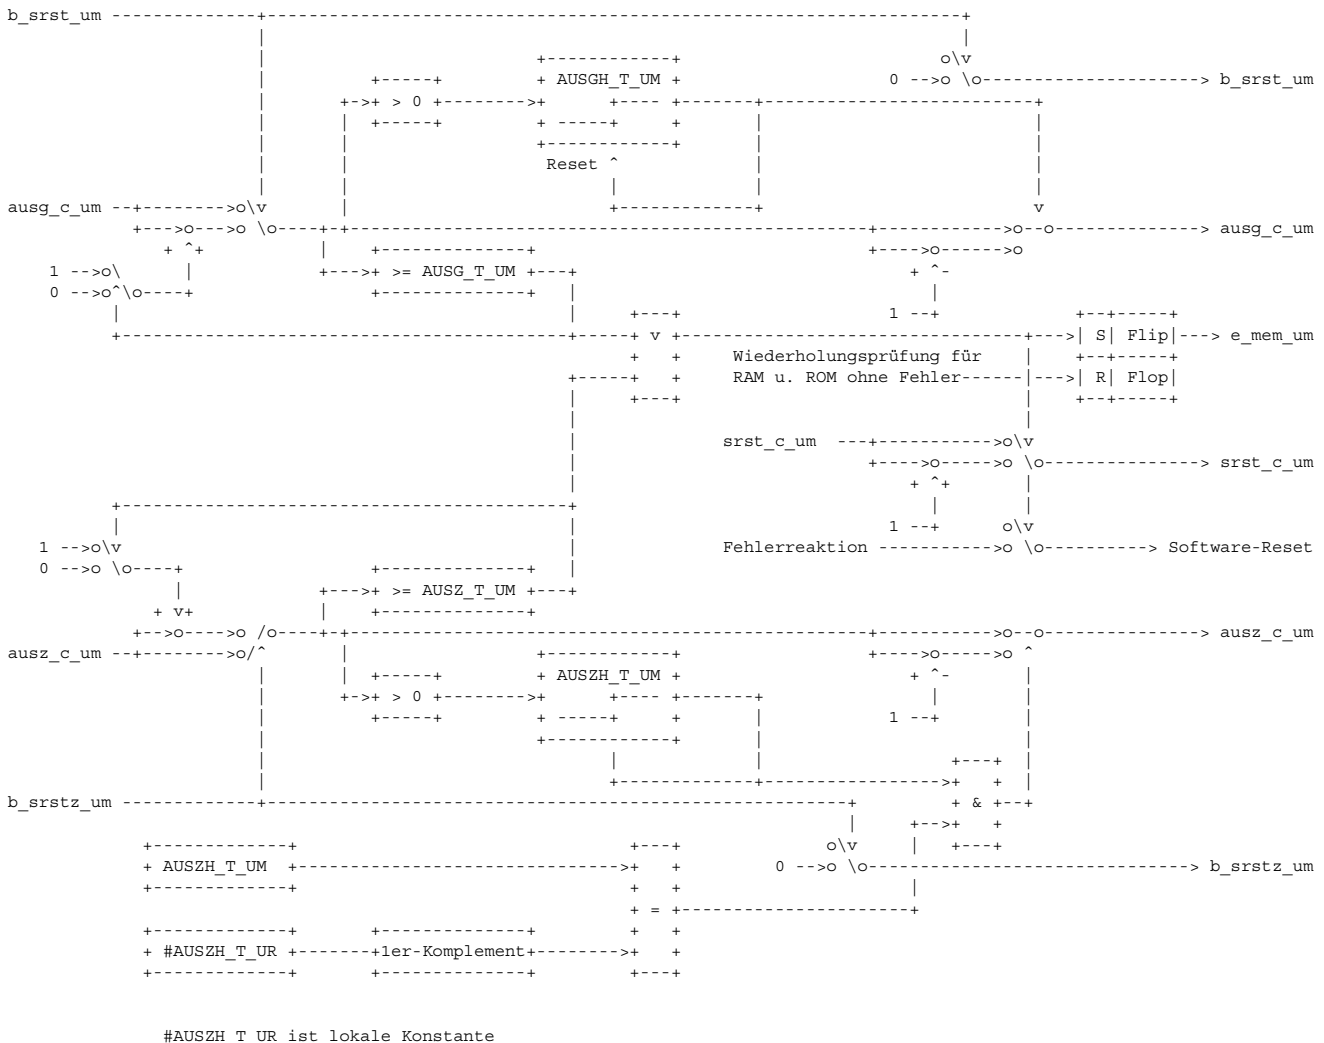 b_srst_um
AUSGH_T_UM
0
b_srst_um
> 0
Reset
ausg_c_um
ausg_c_um
1
>= AUSG_T_UM
0
1
v
S
Flip
e_mem_um
Wiederholungsprüfung für
RAM u. ROM ohne Fehler
R
Flop
srst_c_um
srst_c_um
1
1
Fehlerreaktion
Software-Reset
0
>= AUSZ_T_UM
ausz_c_um
ausz_c_um
AUSZH_T_UM
> 0
1
b_srstz_um
&
AUSZH_T_UM
0
b_srstz_um
=
#AUSZH_T_UR
1er-Komplement
#AUSZH T UR ist lokale Konstante